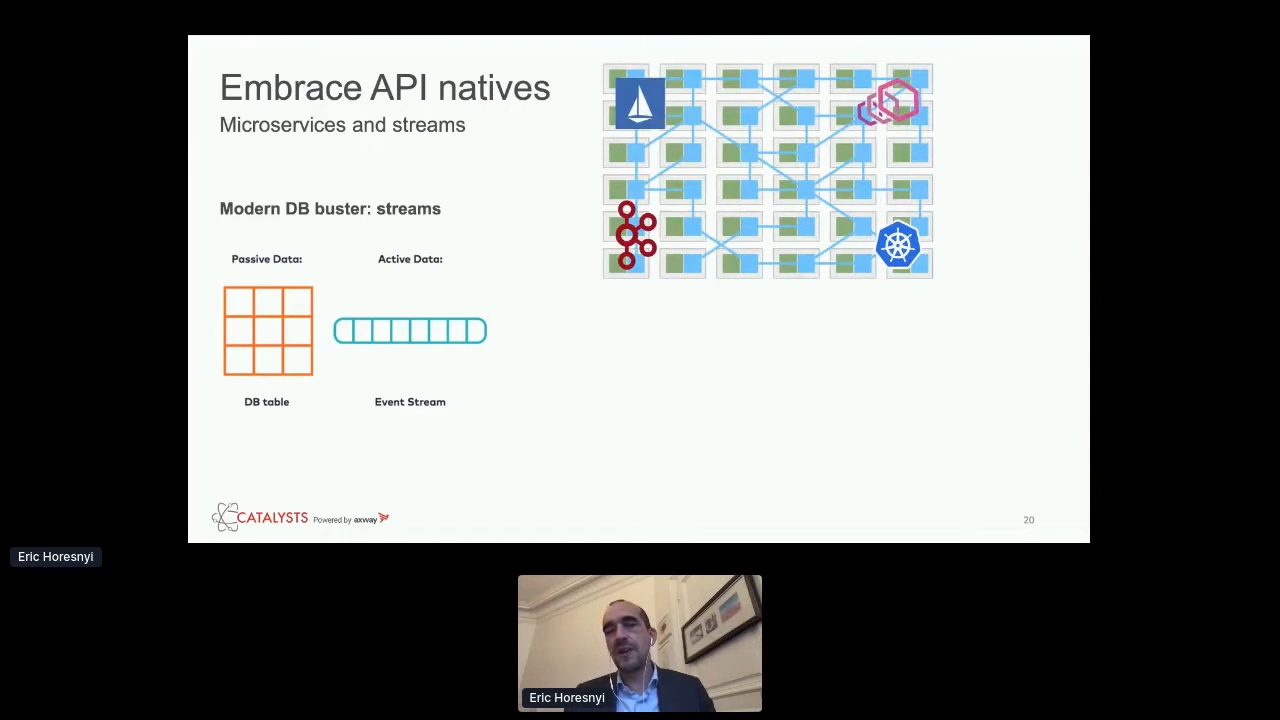 Embrace API natives
Microservices and streams
Modern DB buster: streams
Passive Data:
Active Data:
DB table
Event Stream
CATALYSTS Powered by axway
20
Eric Horesnyi
Eric Horesnyi